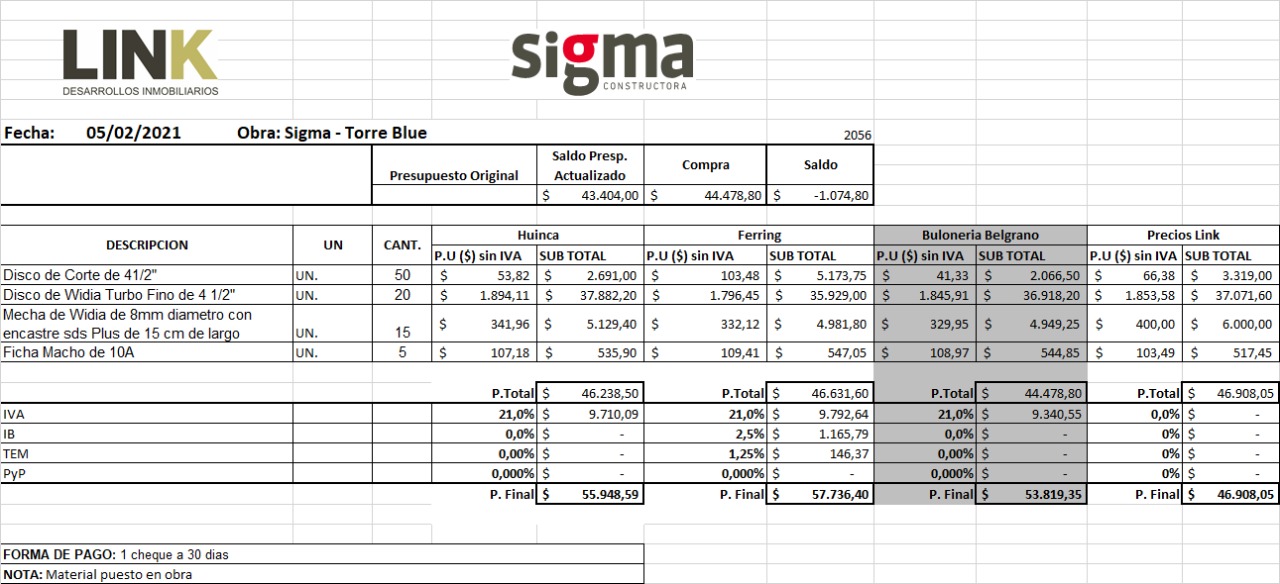 LINK
DESARROLLOS INMOBILIARIOS
sigma
CONSTRUCTORA
Fecha: 05/02/2021 Obra: Sigma - Torre Blue 2056
Presupuesto Original Saldo Presp. Actualizado Compra Saldo
$ 43.404,00 $ 44.478,80 $ -1.074,80
DESCRIPCION UN CANT. Huinca Ferring Buloneria Belgrano Precios Link
P.U ($) sin IVA SUB TOTAL P.U ($) sin IVA SUB TOTAL P.U ($) sin IVA SUB TOTAL P.U ($) sin IVA SUB TOTAL
Disco de Corte de 41/2" UN. 50 $ 53,82 $ 2.691,00 $ 103,48 $ 5.173,75 $ 41,33 $ 2.066,50 $ 66,38 $ 3.319,00
Disco de Widia Turbo Fino de 4 1/2" UN. 20 $ 1.894,11 $ 37.882,20 $ 1.796,45 $ 35.929,00 $ 1.845,91 $ 36.918,20 $ 1.853,58 $ 37.071,60
Mecha de Widia de 8mm diametro con
encastre sds Plus de 15 cm de largo UN. 15 $ 341,96 $ 5.129,40 $ 332,12 $ 4.981,80 $ 329,95 $ 4.949,25 $ 400,00 $ 6.000,00
Ficha Macho de 10A UN. 5 $ 107,18 $ 535,90 $ 109,41 $ 547,05 $ 108,97 $ 544,85 $ 103,49 $ 517,45
P.Total $ 46.238,50 P.Total $ 46.631,60 P.Total $ 44.478,80 P.Total $ 46.908,05
IVA 21,0% $ 9.710,09 21,0% $ 9.792,64 21,0% $ 9.340,55 0,0% $ -
IB 0,0% $ - 2,5% $ 1.165,79 0,0% $ - 0% $ -
TEM 0,00% $ - 1,25% $ 146,37 0,00% $ - 0% $ -
PyP 0,000% $ - 0,000% $ - 0,000% $ - 0% $ -
P. Final $ 55.948,59 P. Final $ 57.736,40 P. Final $ 53.819,35 P. Final $ 46.908,05
FORMA DE PAGO: 1 cheque a 30 dias
NOTA: Material puesto en obra